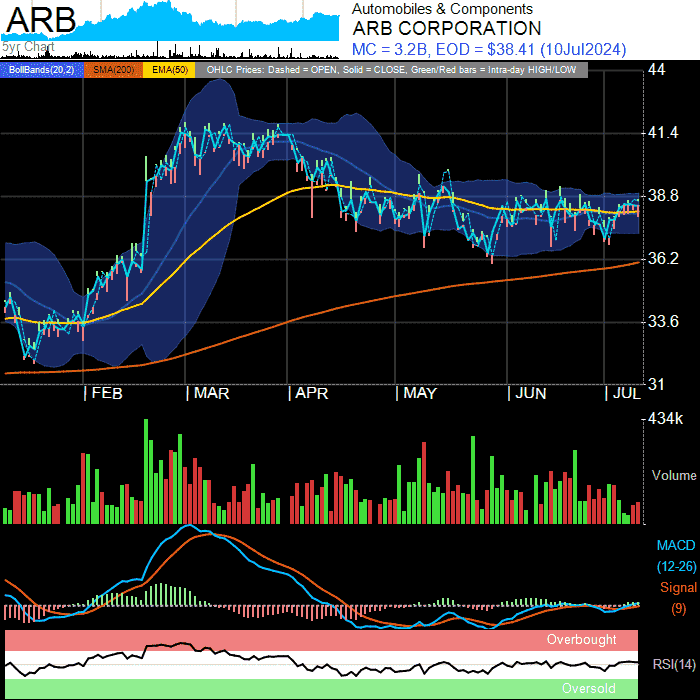 ARB
5yr Chart
Automobiles & Components
ARB CORPORATION
MC = 3.2B, EOD = $38.41 (10Jul2024)
BollBands(20,2) SMA(200) EMA(50) OHLC Prices: Dashed = OPEN, Solid = CLOSE, Green/Red bars = Intra-day HIGH/LOW
44
41.4
38.8
36.2
33.6
31
| FEB | MAR | APR | MAY | JUN | JUL
434k
Volume
MACD
(12-26)
Signal
(9)
Overbought
RSI(14)
Oversold